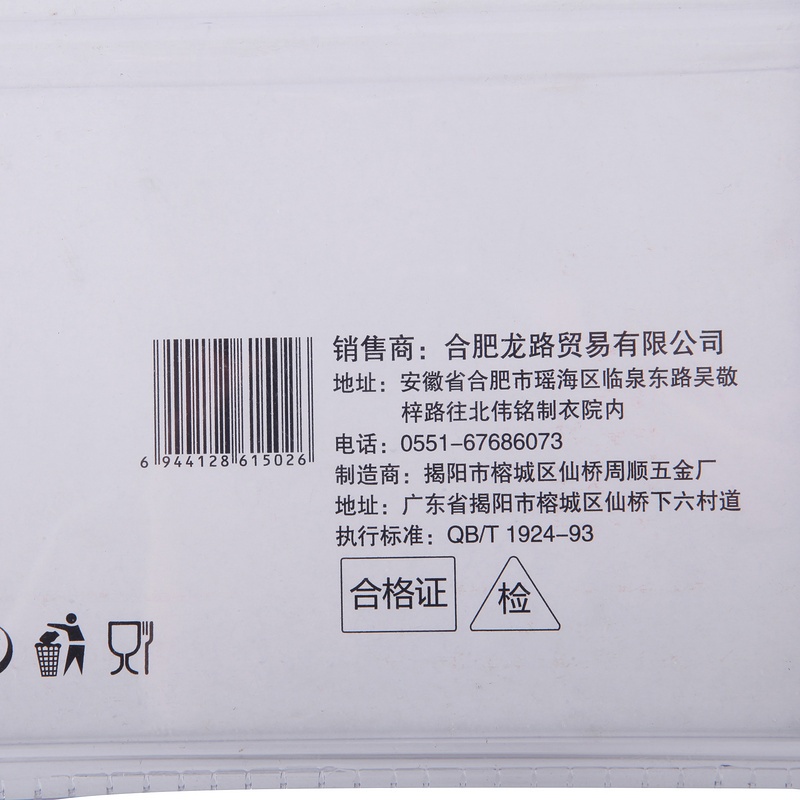 销售商：合肥龙路贸易有限公司
地址：安徽省合肥市瑶海区临泉东路吴敬
梓路往北伟铭制衣院内
电话：0551-67686073
制造商：揭阳市榕城区仙桥周顺五金厂
地址：广东省揭阳市榕城区仙桥下六村道
执行标准：QB/T 1924-93
6 944128 615026
合格证
检